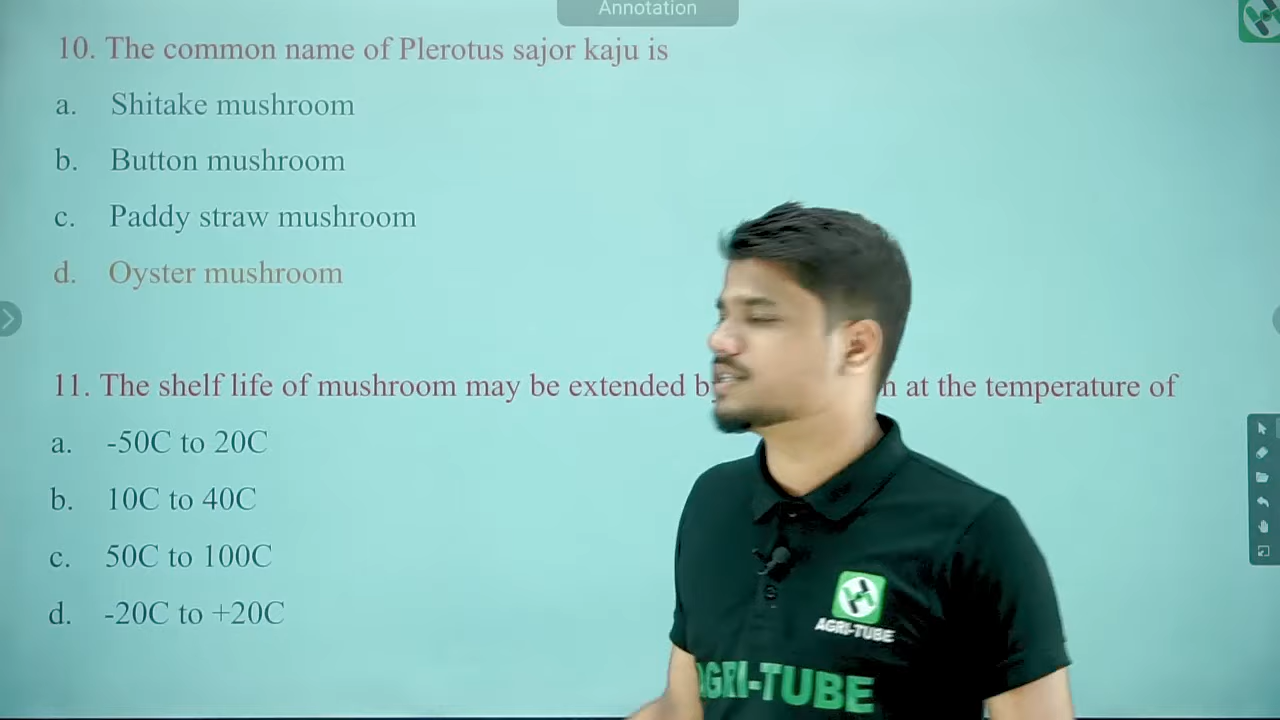 Annotation
10. The common name of Plerotus sajor kaju is
a. Shitake mushroom
b. Button mushroom
c. Paddy straw mushroom
d. Oyster mushroom
11. The shelf life of mushroom may be extended at the temperature of
a. -50C to 20C
b. 10C to 40C
c. 50C to 100C
d. -20C to +20C
AGRI-TUBE
AGRI-TUBE